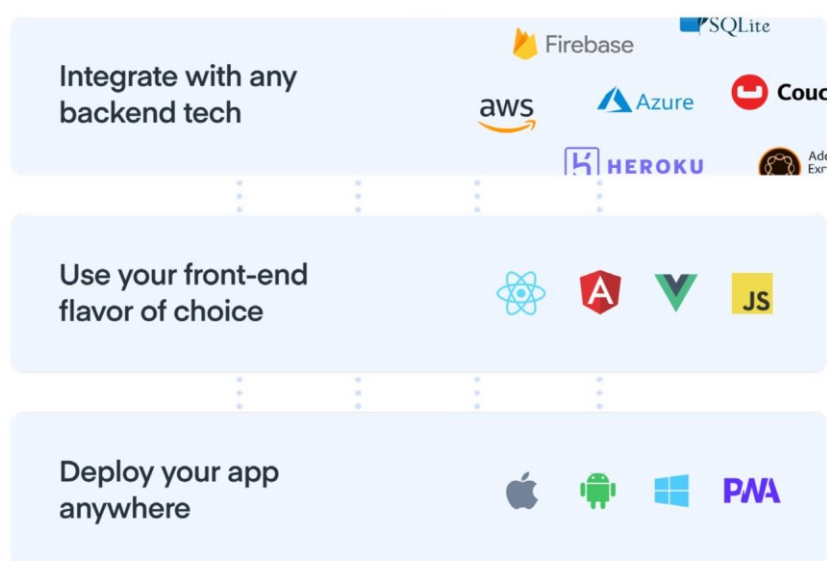 SQLite
Firebase
Integrate with any
backend tech
aws
Azure
Couc
HEROKU
Use your front-end
flavor of choice
A
JS
Deploy your app
anywhere
PWA